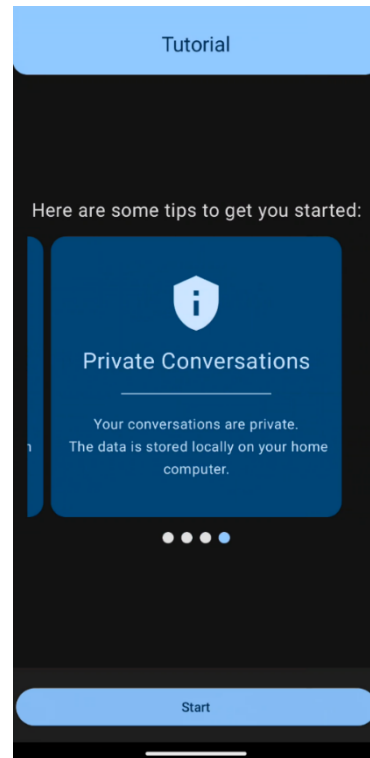 Tutorial
Here are some tips to get you started:
Private Conversations
Your conversations are private.
The data is stored locally on your home
computer.
Start